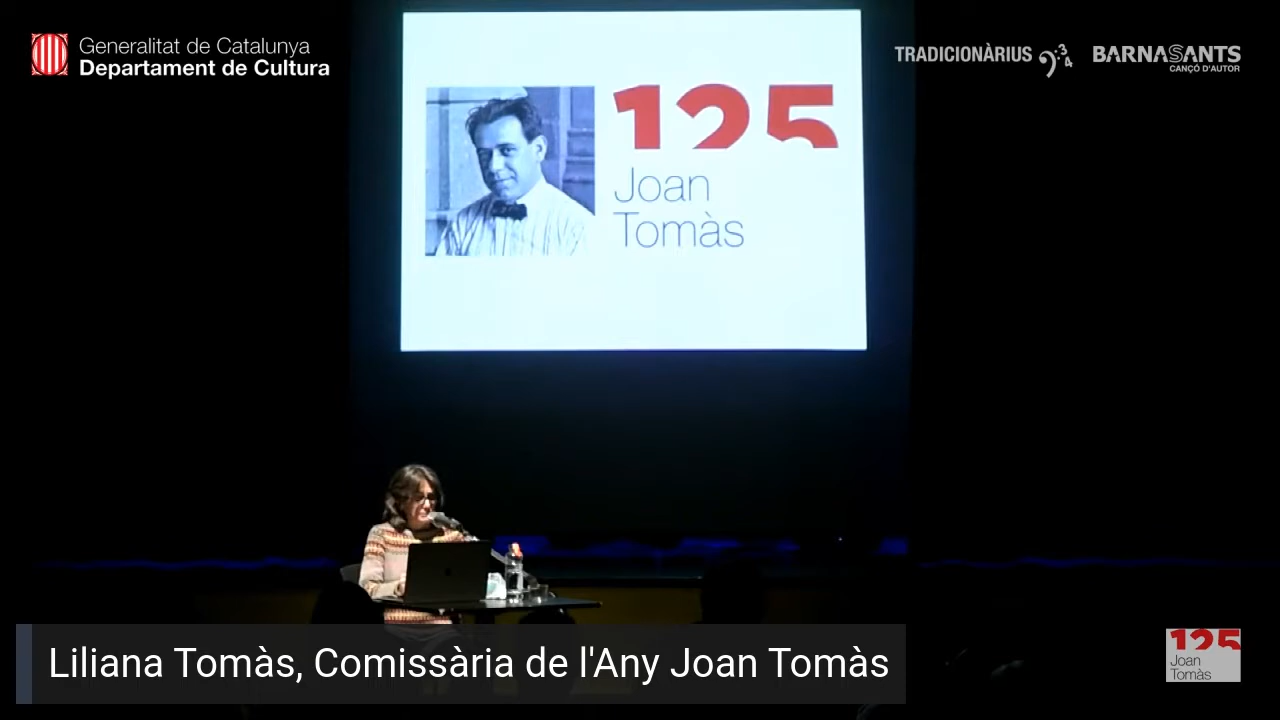 Generalitat de Catalunya
Departament de Cultura
TRADICIONÀRIUS
BARNASANTS
CANÇÓ D'AUTOR
125
Joan
Tomàs
Liliana Tomàs, Comissària de l'Any Joan Tomàs
125
Joan
Tomàs